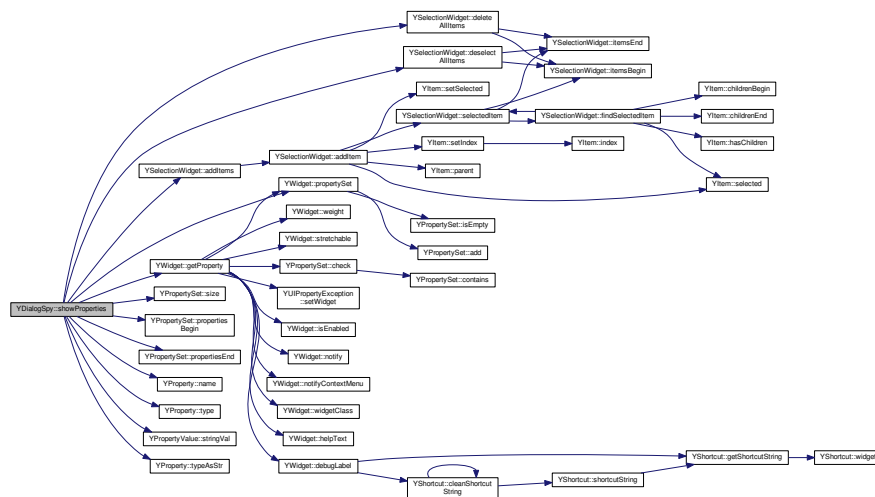 YSelectionWidget::delete
AllItems
YSelectionWidget::itemsEnd
YSelectionWidget::deselect
AllItems
YSelectionWidget::itemsBegin
YItem::setSelected
YItem::childrenBegin
YSelectionWidget::selectedItem
YSelectionWidget::findSelectedItem
YItem::childrenEnd
YItem::setIndex
YItem::index
YItem::hasChildren
YSelectionWidget::addItem
YSelectionWidget::addItems
YItem::parent
YWidget::propertySet
YItem::selected
YWidget::weight
YPropertySet::isEmpty
YWidget::stretchable
YPropertySet::add
YWidget::getProperty
YPropertySet::check
YPropertySet::contains
YPropertySet::size
YUIPropertyException
::setWidget
YDialogSpy::showProperties
YPropertySet::properties
Begin
YWidget::isEnabled
YPropertySet::propertiesEnd
YWidget::notify
YProperty::name
YWidget::notifyContextMenu
YProperty::type
YWidget::widgetClass
YPropertyValue::stringVal
YWidget::helpText
YProperty::typeAsStr
YWidget::debugLabel
YShortcut::getShortcutString
YShortcut::widget
YShortcut::cleanShortcut
String
YShortcut::shortcutString